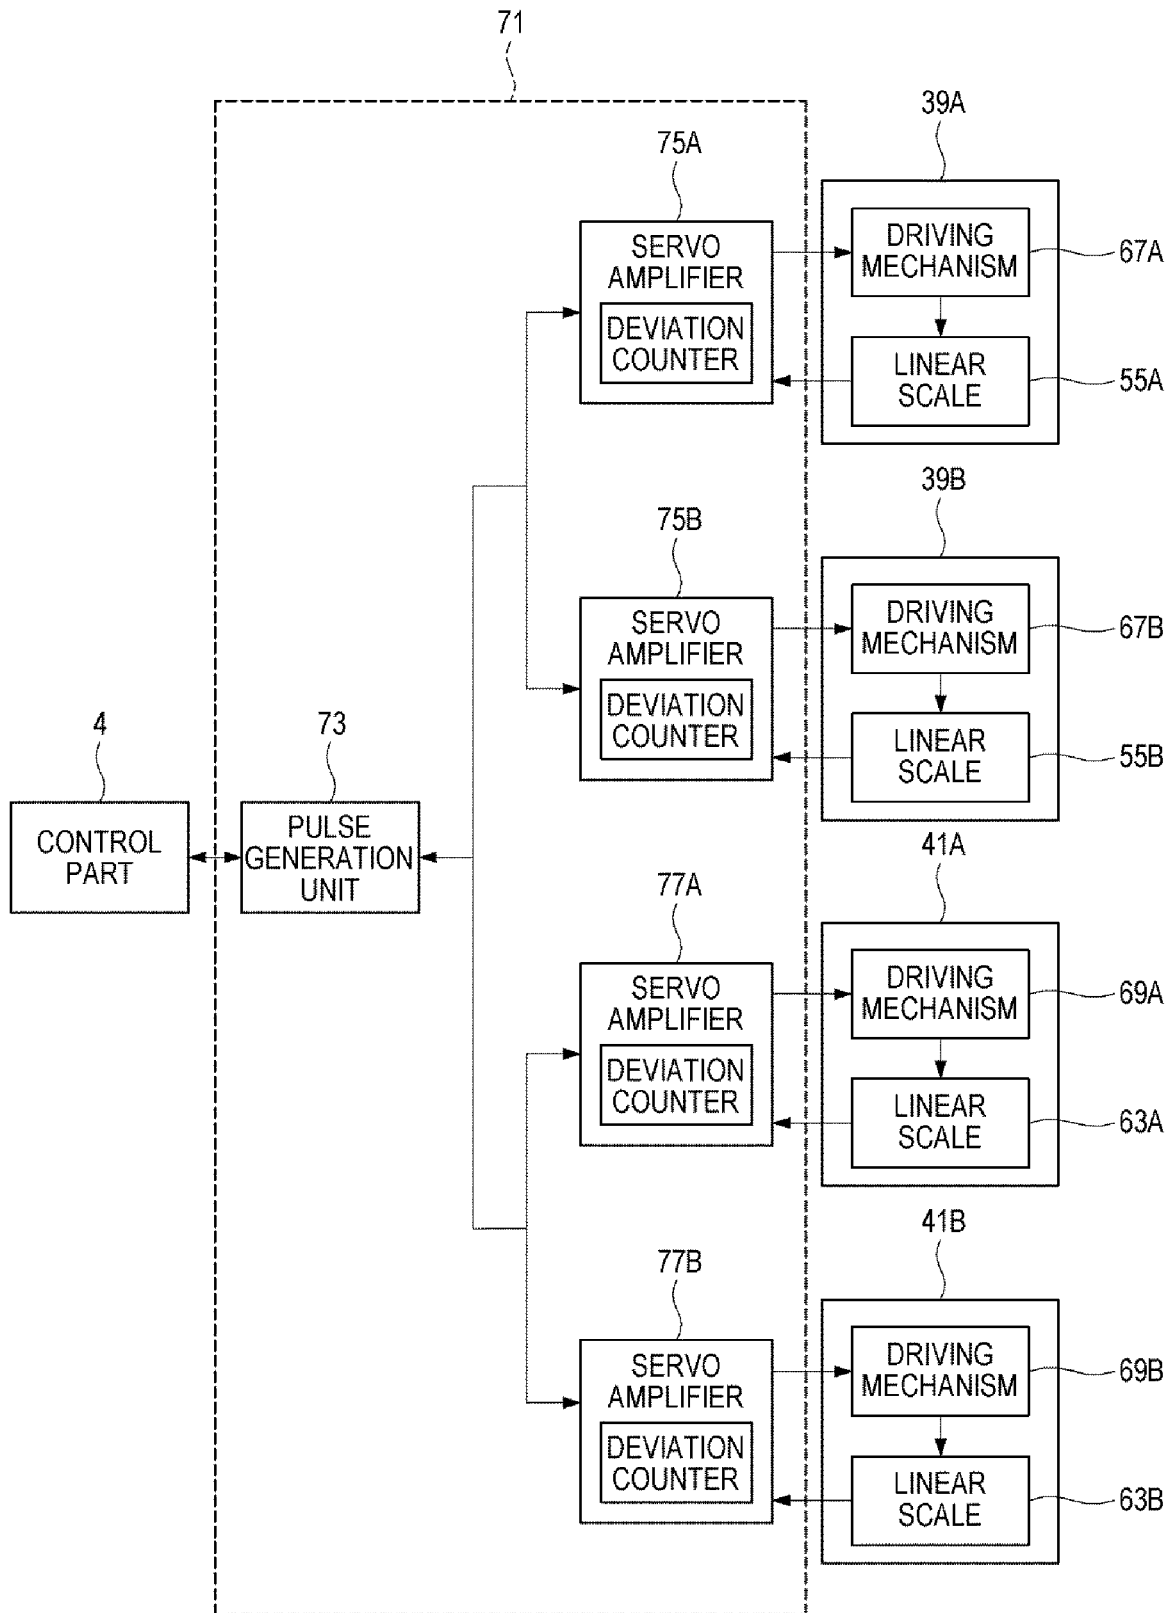 71
39A
75A
SERVO
AMPLIFIER
DEVIATION
COUNTER
DRIVING
MECHANISM
67A
LINEAR
SCALE
55A
39B
75B
SERVO
AMPLIFIER
DEVIATION
COUNTER
DRIVING
MECHANISM
67B
LINEAR
SCALE
55B
4
CONTROL
PART
73
PULSE
GENERATION
UNIT
41A
77A
SERVO
AMPLIFIER
DEVIATION
COUNTER
DRIVING
MECHANISM
69A
LINEAR
SCALE
63A
41B
77B
SERVO
AMPLIFIER
DEVIATION
COUNTER
DRIVING
MECHANISM
69B
LINEAR
SCALE
63B